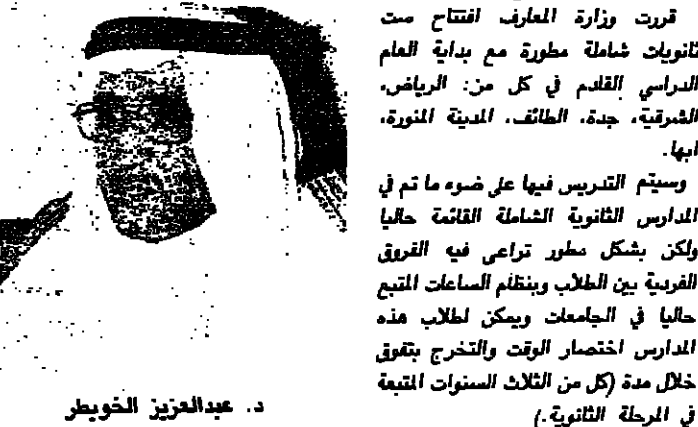 قررت وزارة المعارف افتتاح ست
ثانويات شاملة مطورة مع بداية العام
الدراسي القادم في كل من: الرياض،
الشرقية، جدة، الطائف، المدينة المنورة،
ابها.
وسيتم التدريس فيها على ضوء ما تم في
المدارس الثانوية الشاملة القائمة حاليا
ولكن بشكل مطور تراعى فيه الفروق
الفردية بين الطلاب وبنظام الساعات المتبع
حاليا في الجامعات ويمكن لطلاب هذه
المدارس اختصار الوقت والتخرج بتفوق
خلال مدة (كل من الثلاث السنوات المتبعة
في المرحلة الثانوية.)
د. عبدالعزيز الخويطر